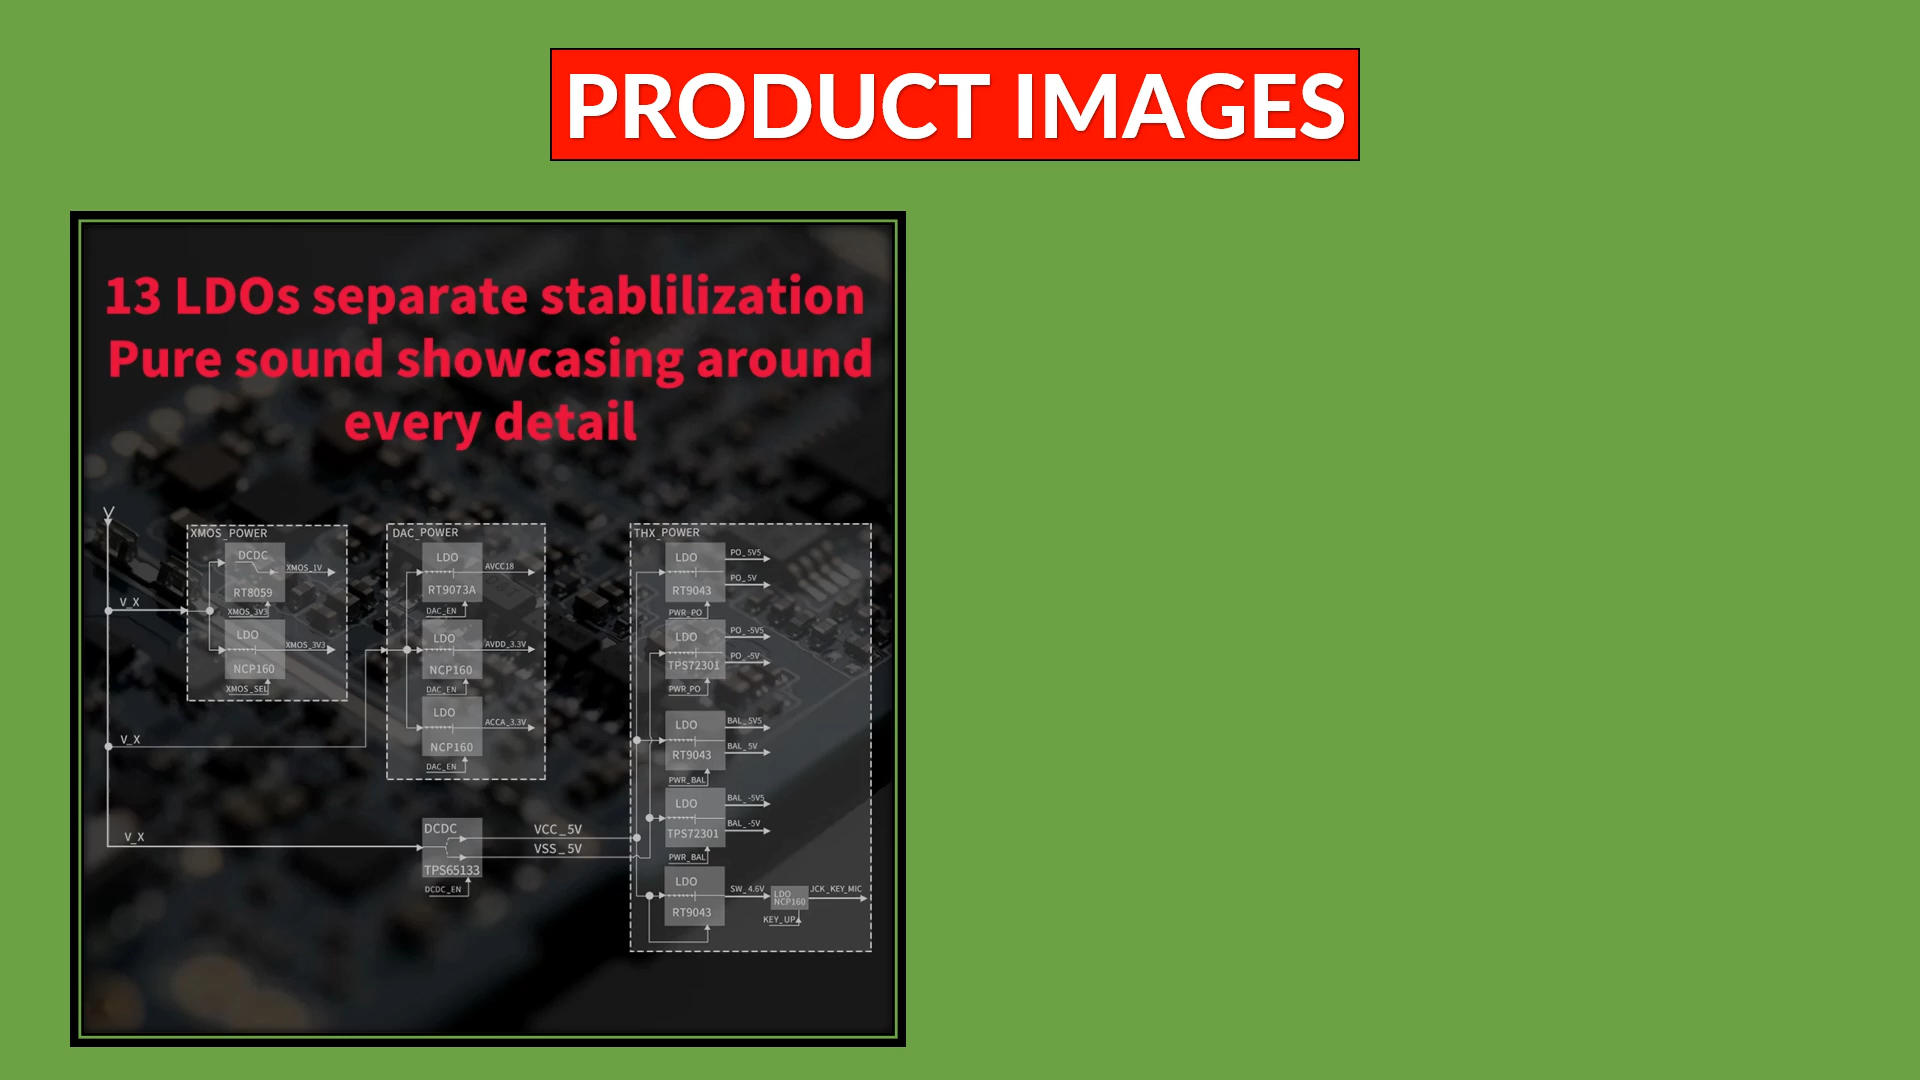 PRODUCT IMAGES
13 LDOs separate stablilization
Pure sound showcasing around
every detail
XMOS_POWER
DCDC
XMOS_1V
RT8059
XMOS_3V3
LDO
XMOS_3V3
NCP160
XMOS_SEL
V_X
V_X
V_X
DAC_POWER
LDO
AVCC18
RT9073A
DAC_EN
LDO
AVDD_3.3V
NCP160
DAC_EN
LDO
ACCA_3.3V
NCP160
DAC_EN
DCDC
VCC_5V
VSS_5V
TPS65133
DCDC_EN
THX_POWER
LDO
PO_5V5
PO_5V
RT9043
PWR_PO
LDO
PO_-5V5
PO_-5V
TPS72301
PWR_PO
LDO
BAL_5V5
BAL_5V
RT9043
PWR_BAL
LDO
BAL_-5V5
BAL_-5V
TPS72301
PWR_BAL
LDO
SW_4.6V
RT9043
LDO
NCP160
JCK_KEY_MIC
KEY_UP